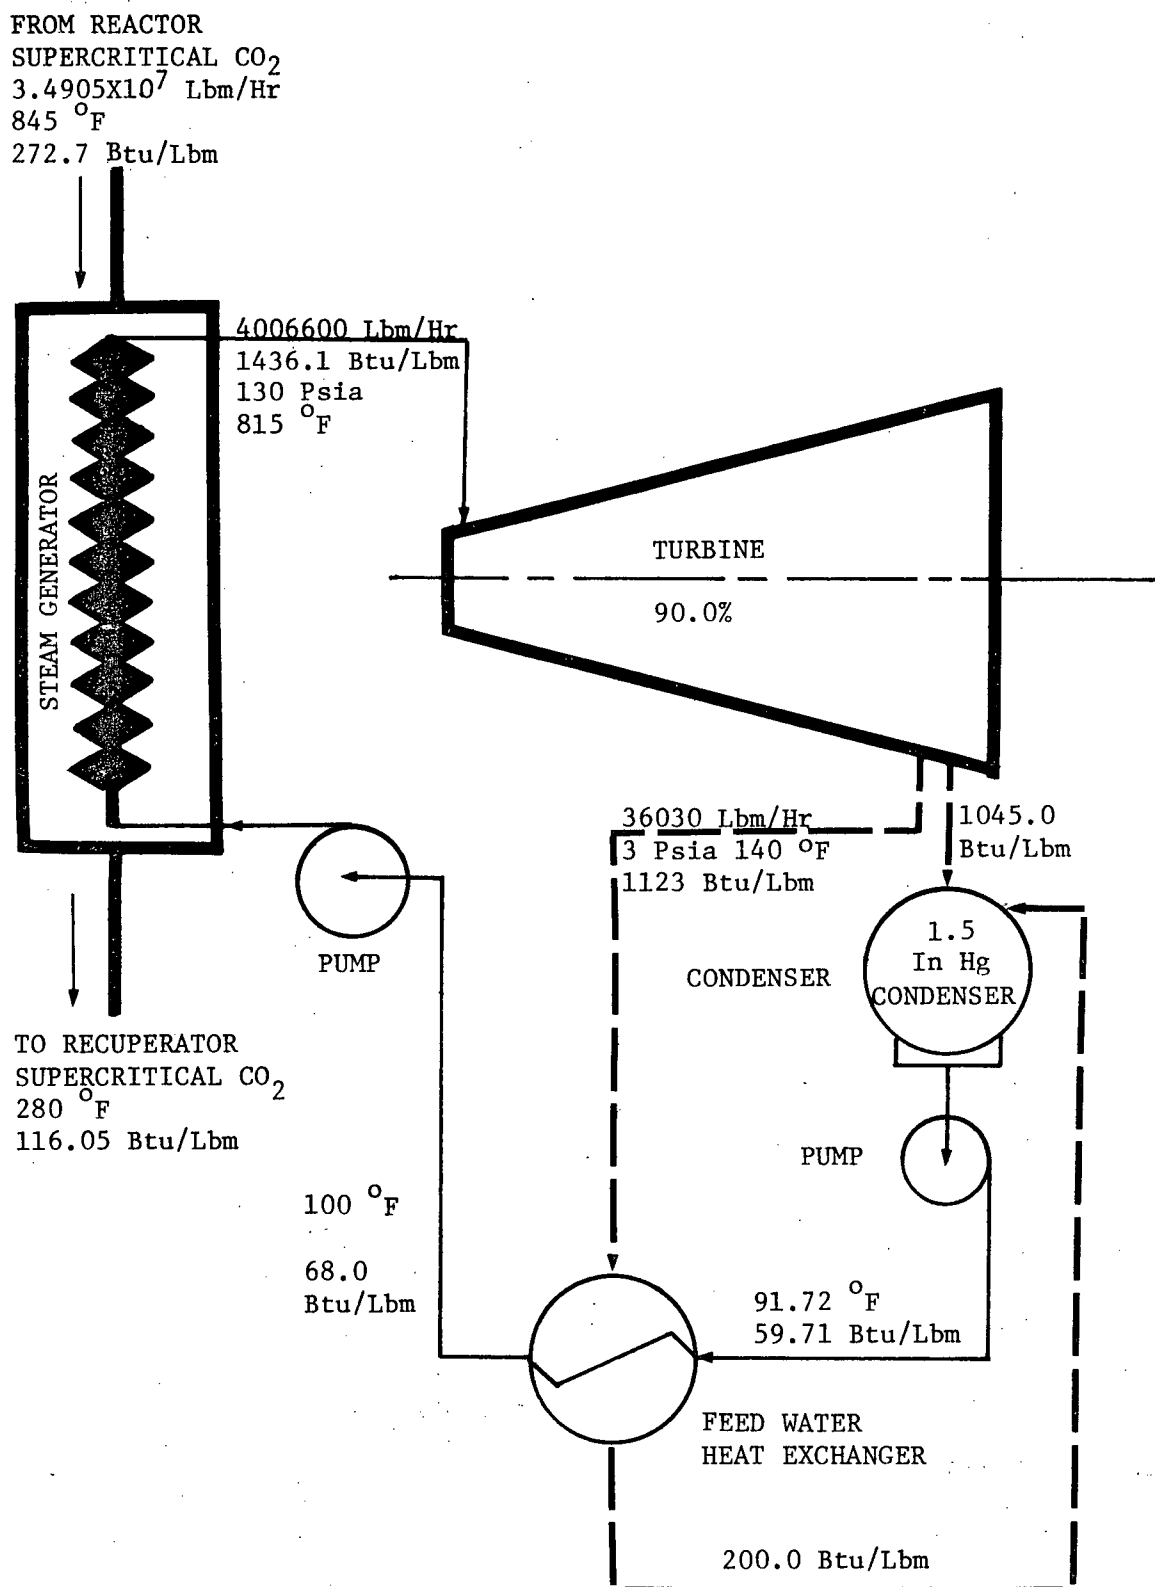 FROM REACTOR
SUPERCRITICAL CO2
3.4905X10^7 Lbm/Hr
845 °F
272.7 Btu/Lbm
4006600 Lbm/Hr
1436.1 Btu/Lbm
130 Psia
815 °F
STEAM GENERATOR
TURBINE
90.0%
36030 Lbm/Hr
3 Psia 140 °F
1123 Btu/Lbm
1045.0
Btu/Lbm
PUMP
CONDENSER
1.5
In Hg
CONDENSER
TO RECUPERATOR
SUPERCRITICAL CO2
280 °F
116.05 Btu/Lbm
PUMP
100 °F
68.0
Btu/Lbm
91.72 °F
59.71 Btu/Lbm
FEED WATER
HEAT EXCHANGER
200.0 Btu/Lbm